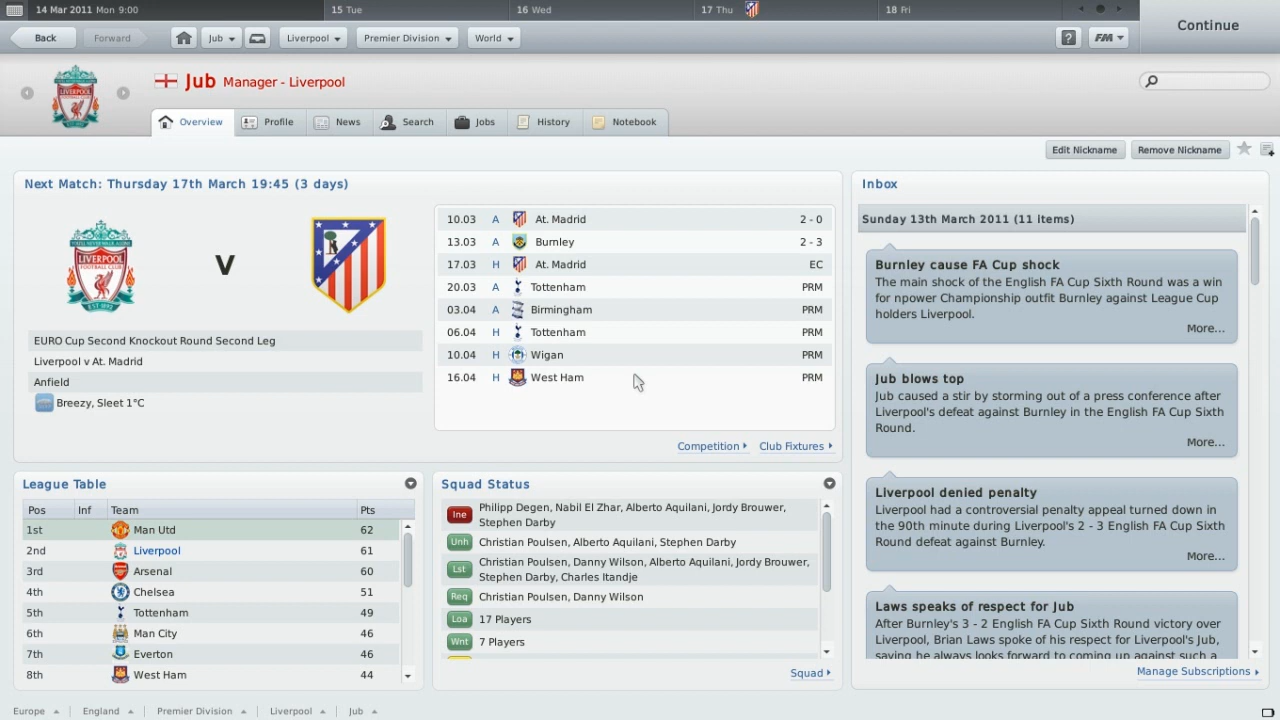 14 Mar 2011 Mon 9:00 15 Tue 16 Wed 17 Thu 18 Fri
Continue
Back Forward Jub Liverpool Premier Division World ? FM
Jub Manager - Liverpool
Overview Profile News Search Jobs History Notebook
Edit Nickname Remove Nickname
Next Match: Thursday 17th March 19:45 (3 days)
V
EURO Cup Second Knockout Round Second Leg
Liverpool v At. Madrid
Anfield
Breezy, Sleet 1°C
10.03 A At. Madrid 2 - 0
13.03 A Burnley 2 - 3
17.03 H At. Madrid EC
20.03 A Tottenham PRM
03.04 A Birmingham PRM
06.04 H Tottenham PRM
10.04 H Wigan PRM
16.04 H West Ham PRM
Competition Club Fixtures
Inbox
Sunday 13th March 2011 (11 items)
Burnley cause FA Cup shock
The main shock of the English FA Cup Sixth Round was a win
for npower Championship outfit Burnley against League Cup
holders Liverpool.
More...
Jub blows top
Jub caused a stir by storming out of a press conference after
Liverpool's defeat against Burnley in the English FA Cup Sixth
Round.
More...
Liverpool denied penalty
Liverpool had a controversial penalty appeal turned down in
the 90th minute during Liverpool's 2 - 3 English FA Cup Sixth
Round defeat against Burnley.
More...
Laws speaks of respect for Jub
After Burnley's 3 - 2 English FA Cup Sixth Round victory over
Liverpool, Brian Laws spoke of his respect for Liverpool's Jub,
saying he always looks forward to coming up against such a
Manage Subscriptions
League Table
Pos Inf Team Pts
1st Man Utd 62
2nd Liverpool 61
3rd Arsenal 60
4th Chelsea 51
5th Tottenham 49
6th Man City 46
7th Everton 46
8th West Ham 44
Squad Status
Ine Philipp Degen, Nabil El Zhar, Alberto Aquilani, Jordy Brouwer,
Stephen Darby
Unh Christian Poulsen, Alberto Aquilani, Stephen Darby
Lst Christian Poulsen, Danny Wilson, Alberto Aquilani, Jordy Brouwer,
Stephen Darby, Charles Itandje
Req Christian Poulsen, Danny Wilson
Loa 17 Players
Wnt 7 Players
Squad
Europe England Premier Division Liverpool Jub